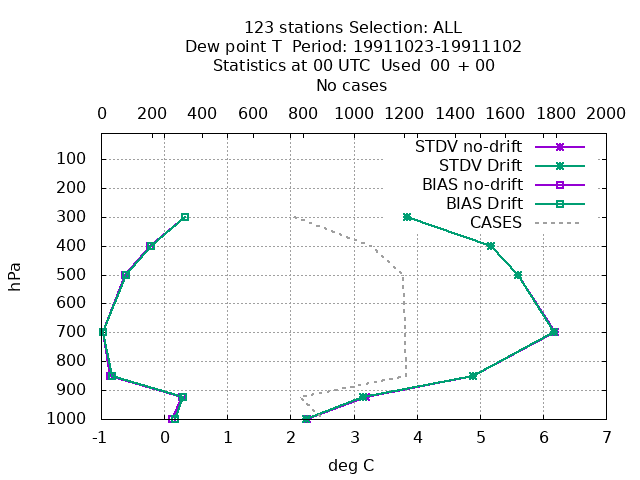 123 stations Selection: ALL
Dew point T  Period: 19911023-19911102
Statistics at 00 UTC  Used  00 + 00
No cases
0 200 400 600 800 1000 1200 1400 1600 1800 2000
STDV no-drift
STDV Drift
BIAS no-drift
BIAS Drift
CASES
hPa
100
200
300
400
500
600
700
800
900
1000
-1 0 1 2 3 4 5 6 7
deg C